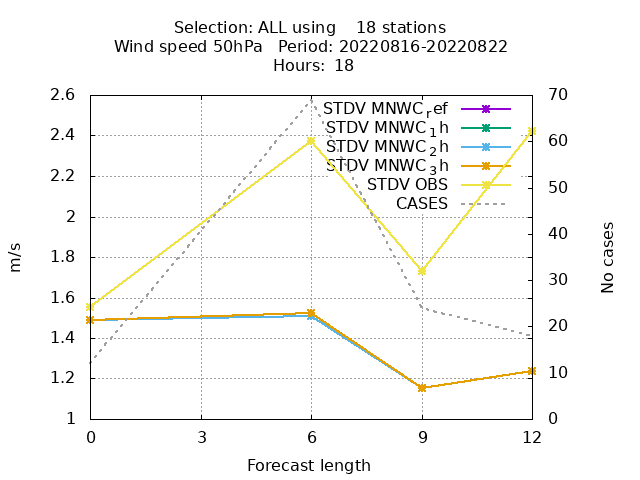 Selection: ALL using    18 stations
Wind speed 50hPa   Period: 20220816-20220822
Hours:  18
2.6
2.4
2.2
2
1.8
1.6
1.4
1.2
1
70
60
50
40
30
20
10
0
m/s
No cases
STDV MNWC_ref
STDV MNWC_1h
STDV MNWC_2h
STDV MNWC_3h
STDV OBS
CASES
0
3
6
9
12
Forecast length